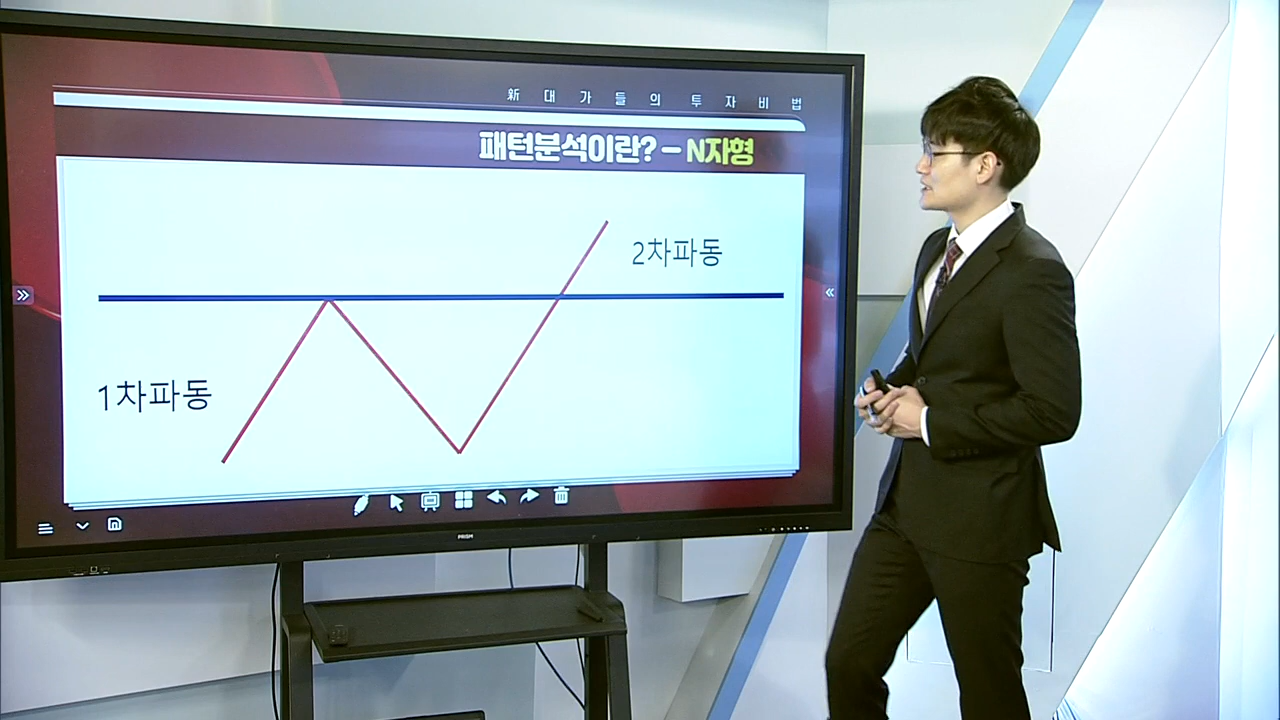 新 대 가 들 의 투 자 비 법
패턴분석이란? - N자형
2차파동
1차파동
PRISM